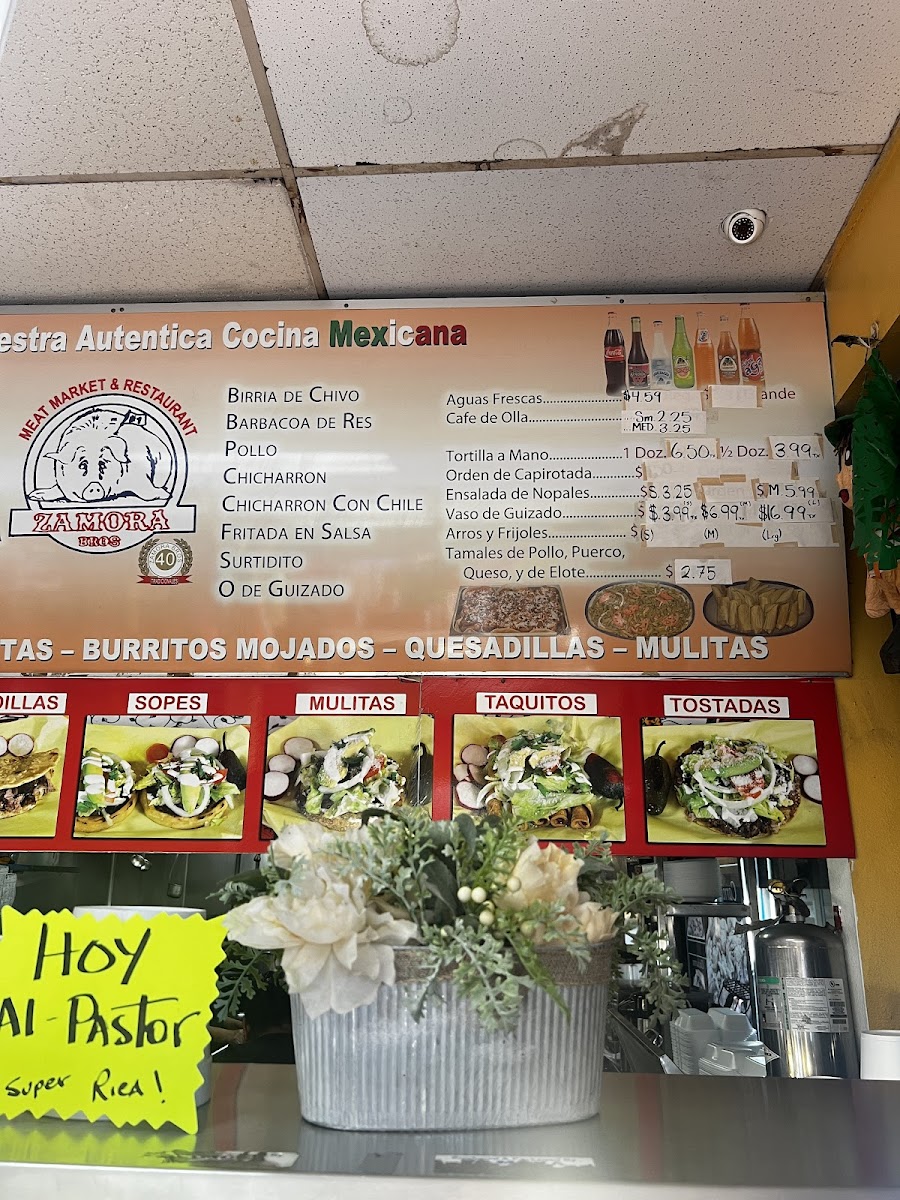 estra Autentica Cocina Mexicana
MEAT MARKET & RESTAURANT
ZAMORA
BROS
40
TRADICIONALES
BIRRIA DE CHIVO
BARBACOA DE RES
POLLO
CHICHARRON
CHICHARRON CON CHILE
FRITADA EN SALSA
SURTIDITO
O DE GUIZADO
Aguas Frescas....................$4.59 ande
Cafe de Olla...................... Sm 2.25
MED. 3.25
Tortilla a Mano..................1 Doz. 6.50 ½ Doz. 3.99
Orden de Capirotada..........$
Ensalada de Nopales............$S 3.25 $M 5.99
Vaso de Guizado.................$ $3.99 $6.99 $16.99
Arros y Frijoles....................$ (S) (M) (Lrg)
Tamales de Pollo, Puerco,
Queso, y de Elote..................$ 2.75
TAS – BURRITOS MOJADOS – QUESADILLAS – MULITAS
DILLAS
SOPES
MULITAS
TAQUITOS
TOSTADAS
HOY
Al-PASTOR
SUPER RICA!